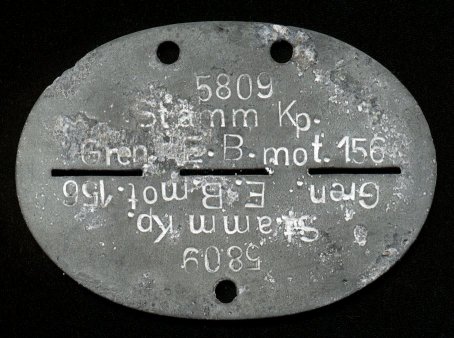 5809
Stamm Kp.
Gren. E.B.mot.156
Gren. E.B.mot.156
Stamm Kp.
5809